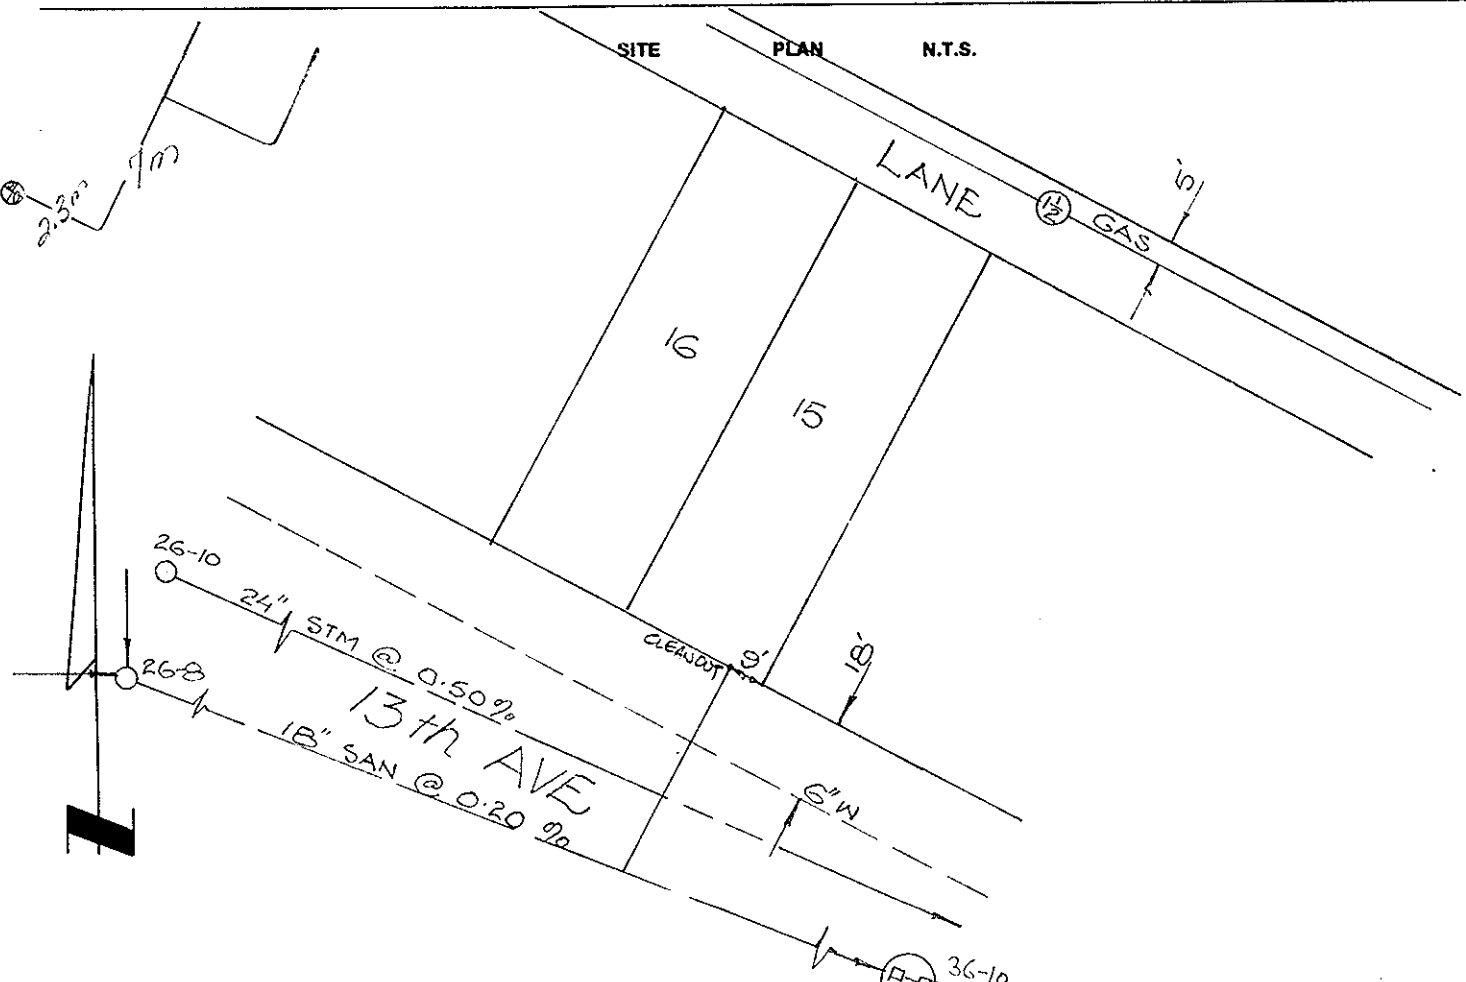 SITE PLAN N.T.S.
7m
2.3m
LANE
1½
GAS
5'
16
15
26-10
24" STM @ 0.50%
CLEANOUT
9'
18'
26-8
13th AVE
18" SAN @ 0.20 %
6"W
36-10